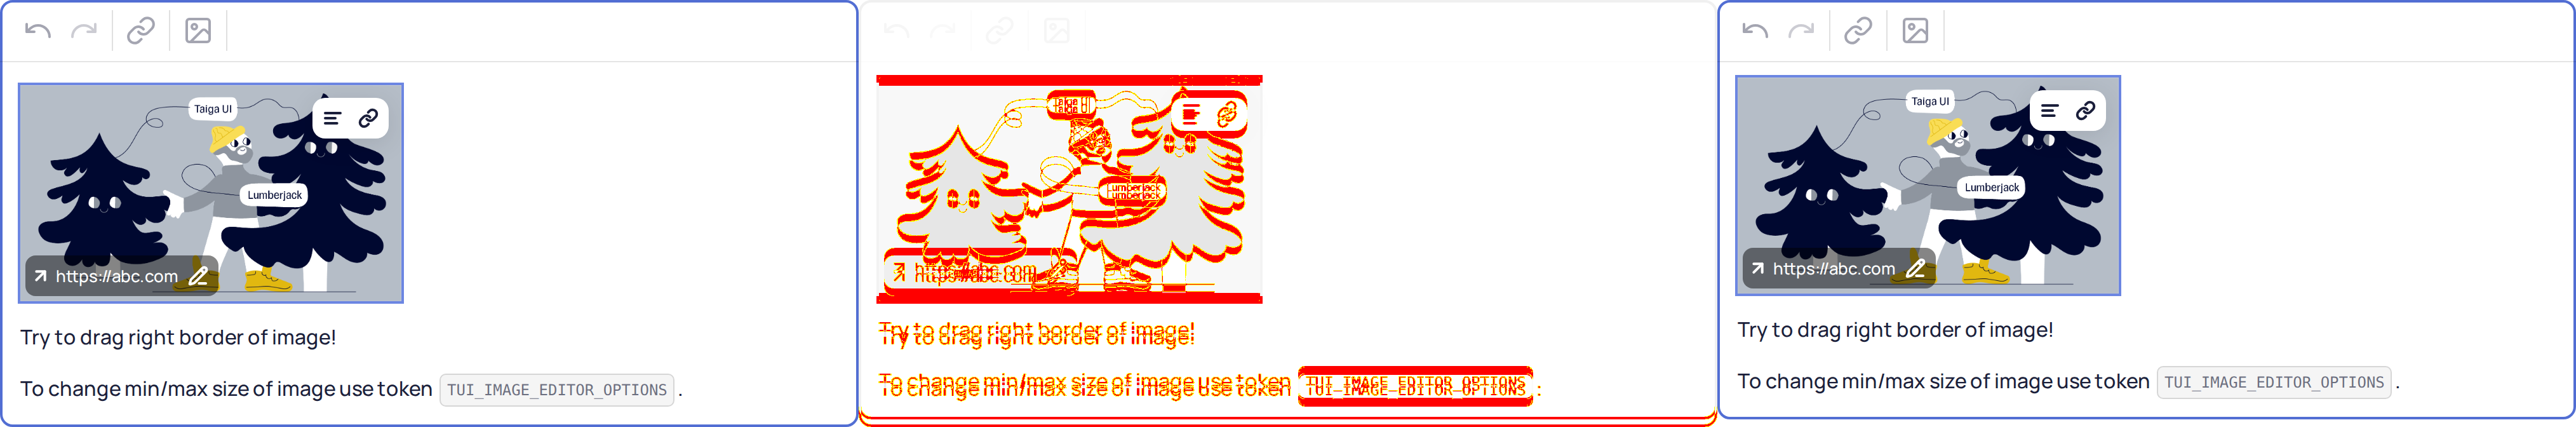 Taiga UI
Lumberjack
https://abc.com
Try to drag right border of image!
To change min/max size of image use token TUI_IMAGE_EDITOR_OPTIONS .
Taiga UI
Lumberjack
https://abc.com
Try to drag right border of image!
To change min/max size of image use token TUI_IMAGE_EDITOR_OPTIONS .
Taiga UI
Lumberjack
https://abc.com
Try to drag right border of image!
To change min/max size of image use token TUI_IMAGE_EDITOR_OPTIONS .